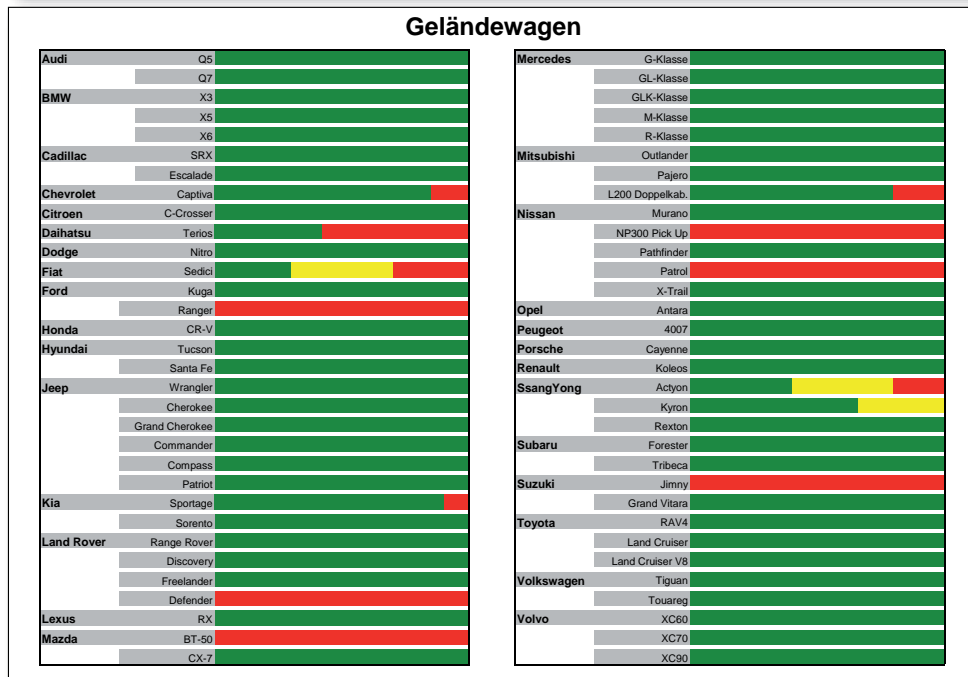 Geländewagen
Audi Q5
Q7
BMW X3
X5
X6
Cadillac SRX
Escalade
Chevrolet Captiva
Citroen C-Crosser
Daihatsu Terios
Dodge Nitro
Fiat Sedici
Ford Kuga
Ranger
Honda CR-V
Hyundai Tucson
Santa Fe
Jeep Wrangler
Cherokee
Grand Cherokee
Commander
Compass
Patriot
Kia Sportage
Sorento
Land Rover Range Rover
Discovery
Freelander
Defender
Lexus RX
Mazda BT-50
CX-7
Mercedes G-Klasse
GL-Klasse
GLK-Klasse
M-Klasse
R-Klasse
Mitsubishi Outlander
Pajero
L200 Doppelkab.
Nissan Murano
NP300 Pick Up
Pathfinder
Patrol
X-Trail
Opel Antara
Peugeot 4007
Porsche Cayenne
Renault Koleos
SsangYong Actyon
Kyron
Rexton
Subaru Forester
Tribeca
Suzuki Jimny
Grand Vitara
Toyota RAV4
Land Cruiser
Land Cruiser V8
Volkswagen Tiguan
Touareg
Volvo XC60
XC70
XC90